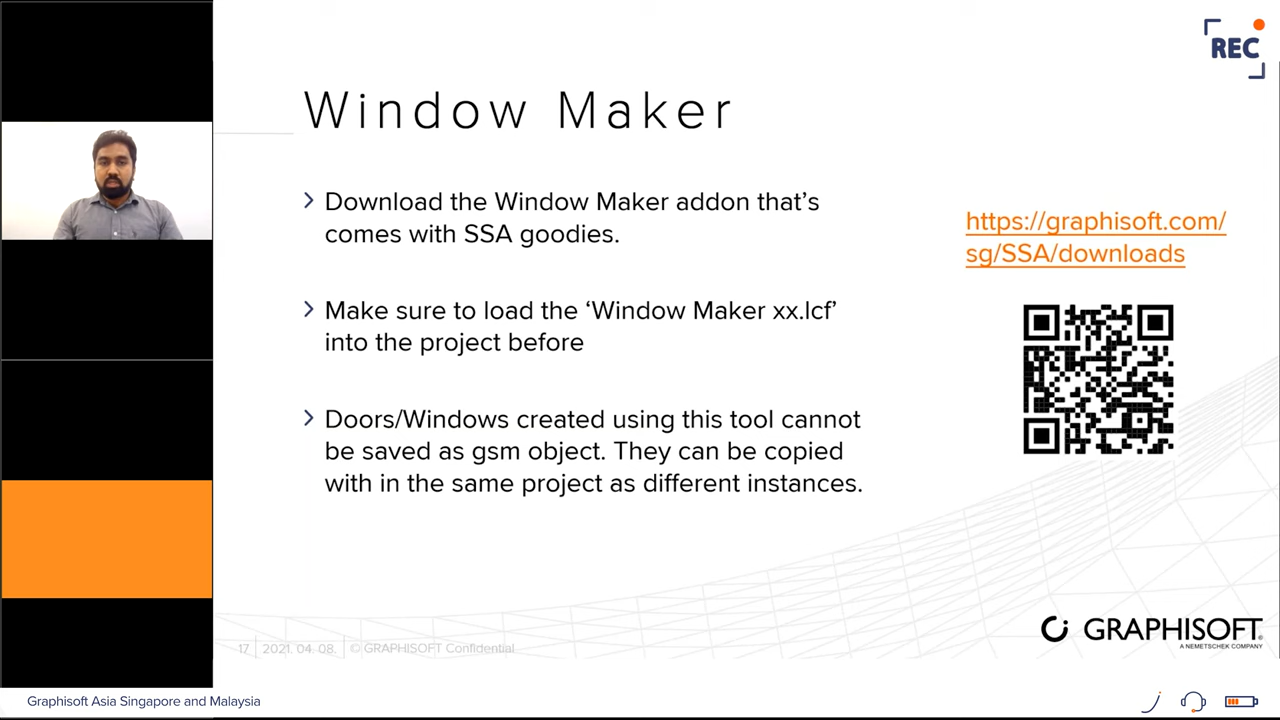 REC
Window Maker
Download the Window Maker addon that's
comes with SSA goodies.
Make sure to load the ‘Window Maker xx.lcf’
into the project before
Doors/Windows created using this tool cannot
be saved as gsm object. They can be copied
with in the same project as different instances.
https://graphisoft.com/
sg/SSA/downloads
GRAPHISOFT®
A NEMETSCHEK COMPANY
17 | 2021. 04. 08. | © GRAPHISOFT Confidential
Graphisoft Asia Singapore and Malaysia